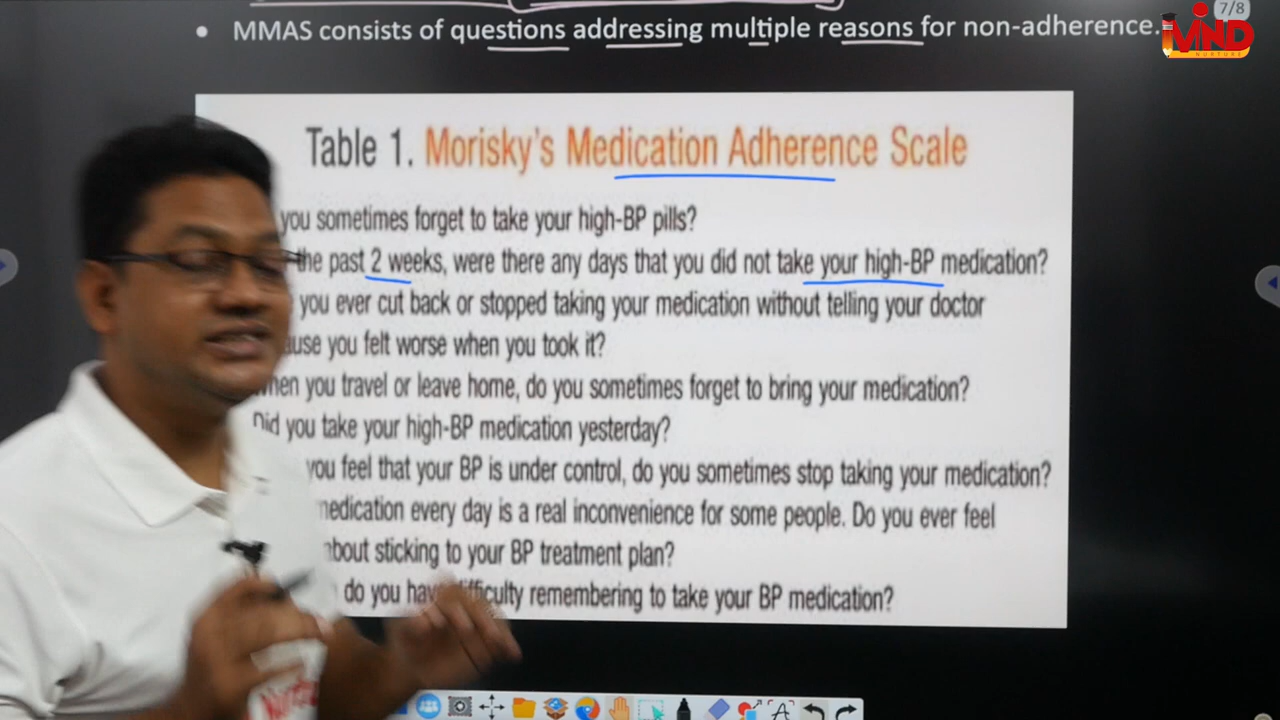 7/8
• MMAS consists of questions addressing multiple reasons for non-adherence.
MIND
NURTURE
Table 1. Morisky's Medication Adherence Scale
you sometimes forget to take your high-BP pills?
the past 2 weeks, were there any days that you did not take your high-BP medication?
you ever cut back or stopped taking your medication without telling your doctor
ause you felt worse when you took it?
hen you travel or leave home, do you sometimes forget to bring your medication?
Did you take your high-BP medication yesterday?
you feel that your BP is under control, do you sometimes stop taking your medication?
medication every day is a real inconvenience for some people. Do you ever feel
about sticking to your BP treatment plan?
do you have difficulty remembering to take your BP medication?